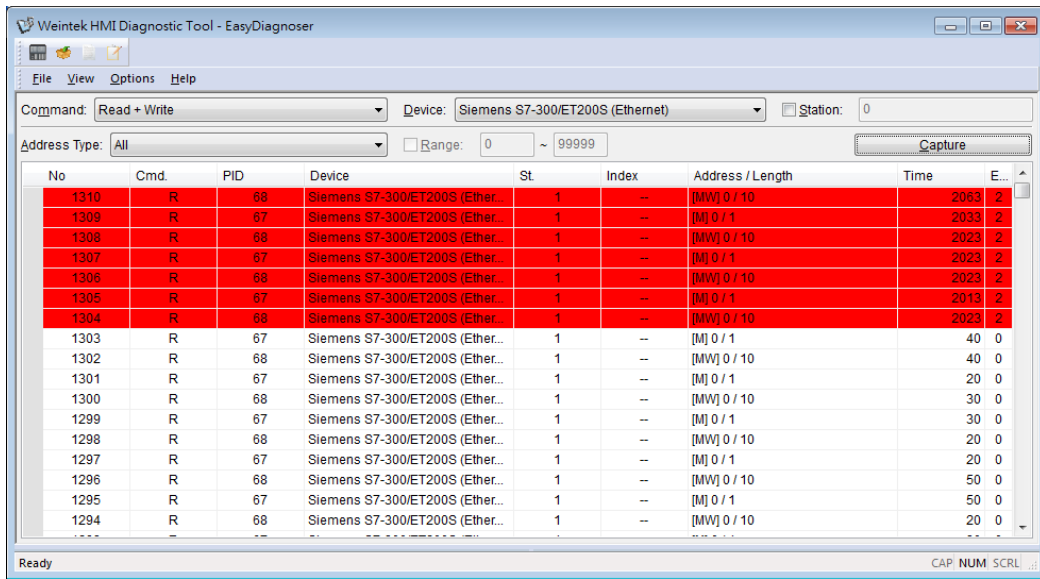 Weintek HMI Diagnostic Tool - EasyDiagnoser
File View Options Help
Command: Read + Write Device: Siemens S7-300/ET200S (Ethernet) Station: 0
Address Type: All Range: 0 ~ 99999 Capture
No Cmd. PID Device St. Index Address / Length Time E...
1310 R 68 Siemens S7-300/ET200S (Ether... 1 -- [MW] 0 / 10 2063 2
1309 R 67 Siemens S7-300/ET200S (Ether... 1 -- [M] 0 / 1 2033 2
1308 R 68 Siemens S7-300/ET200S (Ether... 1 -- [MW] 0 / 10 2023 2
1307 R 67 Siemens S7-300/ET200S (Ether... 1 -- [M] 0 / 1 2023 2
1306 R 68 Siemens S7-300/ET200S (Ether... 1 -- [MW] 0 / 10 2023 2
1305 R 67 Siemens S7-300/ET200S (Ether... 1 -- [M] 0 / 1 2013 2
1304 R 68 Siemens S7-300/ET200S (Ether... 1 -- [MW] 0 / 10 2023 2
1303 R 67 Siemens S7-300/ET200S (Ether... 1 -- [M] 0 / 1 40 0
1302 R 68 Siemens S7-300/ET200S (Ether... 1 -- [MW] 0 / 10 40 0
1301 R 67 Siemens S7-300/ET200S (Ether... 1 -- [M] 0 / 1 20 0
1300 R 68 Siemens S7-300/ET200S (Ether... 1 -- [MW] 0 / 10 30 0
1299 R 67 Siemens S7-300/ET200S (Ether... 1 -- [M] 0 / 1 30 0
1298 R 68 Siemens S7-300/ET200S (Ether... 1 -- [MW] 0 / 10 20 0
1297 R 67 Siemens S7-300/ET200S (Ether... 1 -- [M] 0 / 1 20 0
1296 R 68 Siemens S7-300/ET200S (Ether... 1 -- [MW] 0 / 10 50 0
1295 R 67 Siemens S7-300/ET200S (Ether... 1 -- [M] 0 / 1 50 0
1294 R 68 Siemens S7-300/ET200S (Ether... 1 -- [MW] 0 / 10 20 0
Ready CAP NUM SCRL